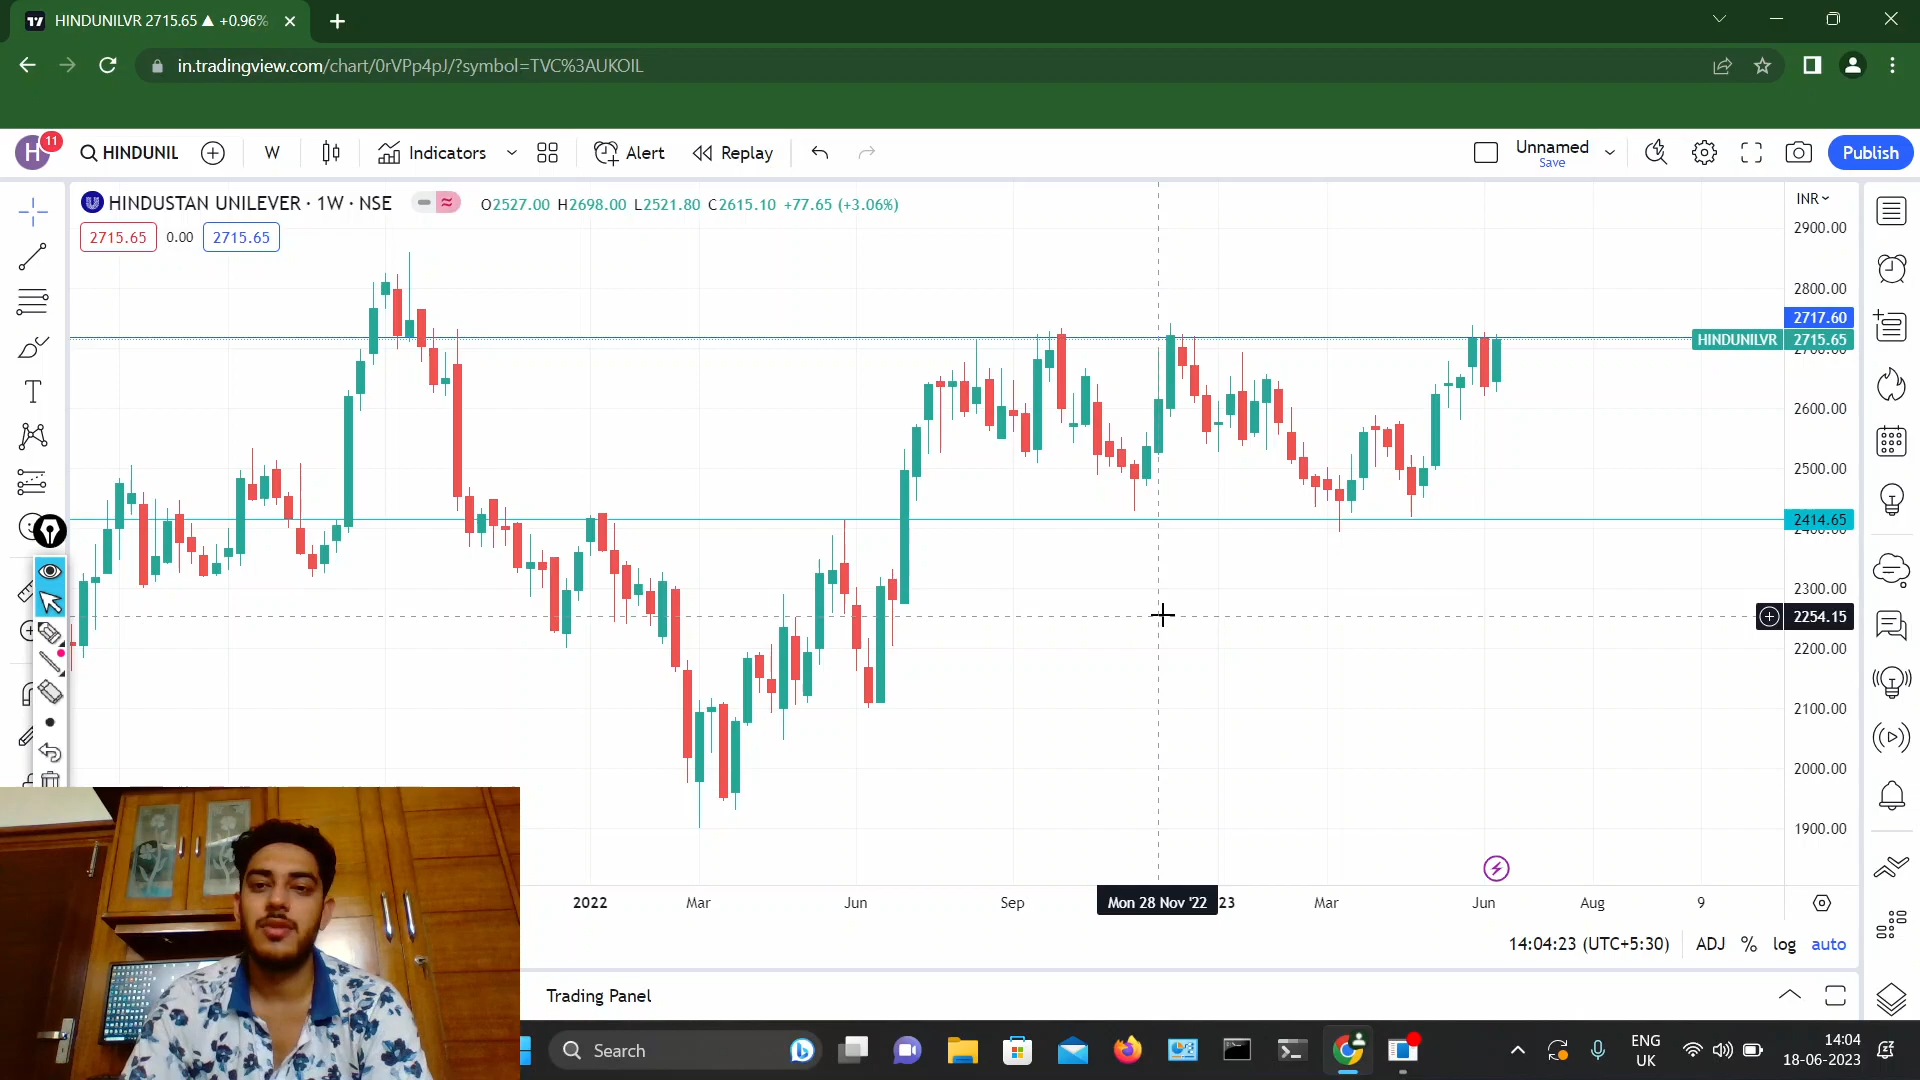 HINDUNILVR 2715.65 ▲ +0.96%
in.tradingview.com/chart/0rVPp4pJ/?symbol=TVC%3AUKOIL
H 11 HINDUNIL W Indicators Alert Replay Unnamed Save Publish
HINDUSTAN UNILEVER · 1W · NSE O2527.00 H2698.00 L2521.80 C2615.10 +77.65 (+3.06%)
INR
2715.65 0.00 2715.65
2900.00
2800.00
2717.60
HINDUNILVR 2715.65
2700.00
2600.00
2500.00
2414.65
2400.00
2300.00
2254.15
2200.00
2100.00
2000.00
1900.00
2022 Mar Jun Sep Mon 28 Nov '22 23 Mar Jun Aug 9
14:04:23 (UTC+5:30) ADJ % log auto
Trading Panel
Search
ENG
UK
14:04
18-06-2023